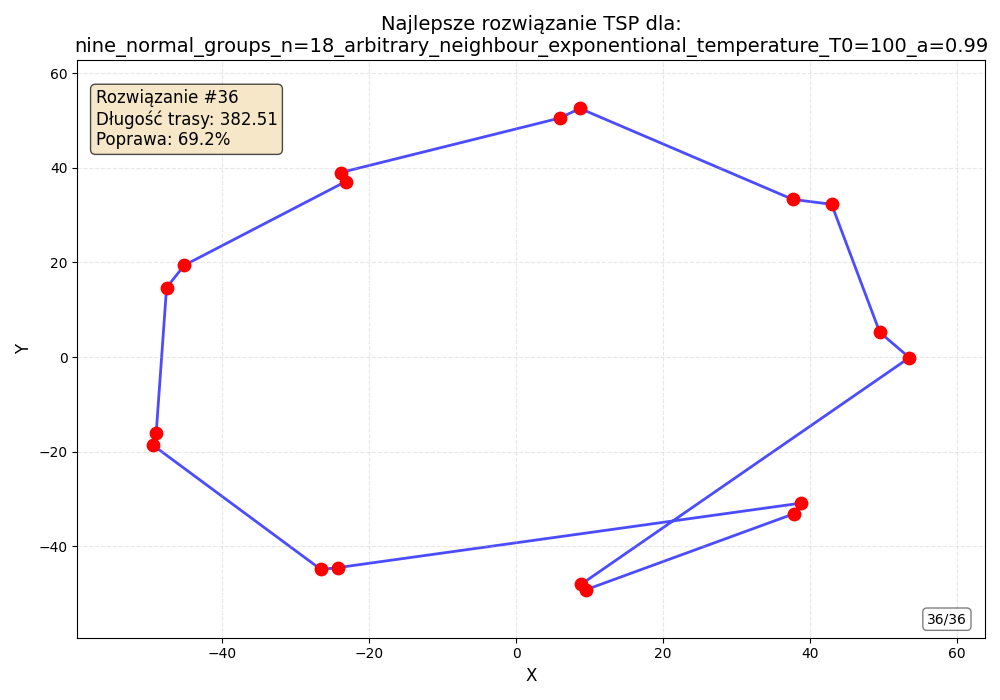 Najlepsze rozwiązanie TSP dla:
nine_normal_groups_n=18_arbitrary_neighbour_exponentional_temperature_T0=100_a=0.99
Rozwiązanie #36
Długość trasy: 382.51
Poprawa: 69.2%
60
40
20
0
−20
−40
Y
36/36
−40
−20
0
20
40
60
X